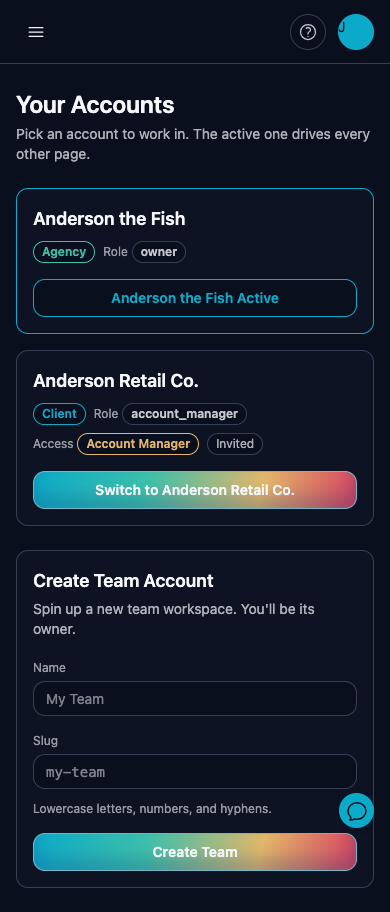 J
Your Accounts
Pick an account to work in. The active one drives every
other page.
Anderson the Fish
Agency Role owner
Anderson the Fish Active
Anderson Retail Co.
Client Role account_manager
Access Account Manager Invited
Switch to Anderson Retail Co.
Create Team Account
Spin up a new team workspace. You'll be its
owner.
Name
My Team
Slug
my-team
Lowercase letters, numbers, and hyphens.
Create Team